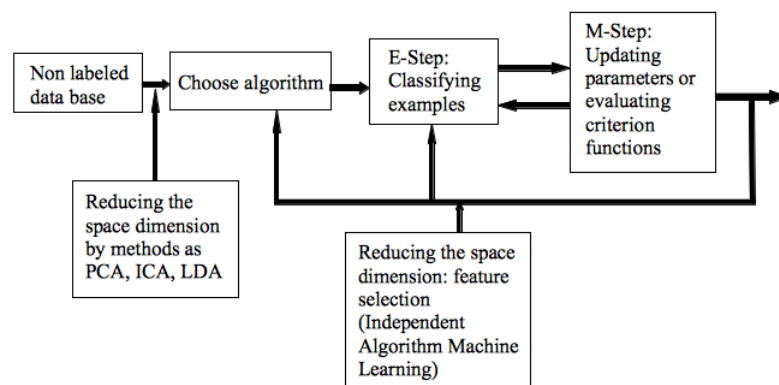 Non labeled
data base
Choose algorithm
E-Step:
Classifying
examples
M-Step:
Updating
parameters or
evaluating
criterion
functions
Reducing the
space dimension
by methods as
PCA, ICA, LDA
Reducing the space
dimension: feature
selection
(Independent
Algorithm Machine
Learning)